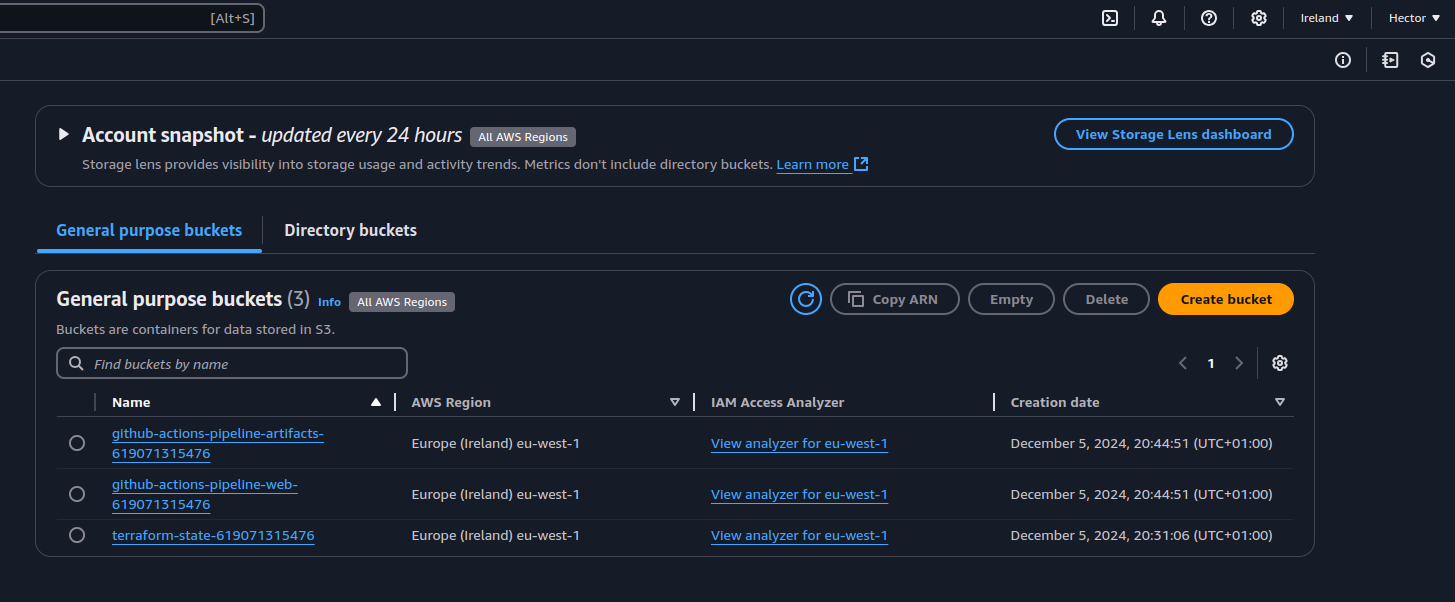 [Alt+S]
Ireland
Hector
Account snapshot - updated every 24 hours All AWS Regions
View Storage Lens dashboard
Storage lens provides visibility into storage usage and activity trends. Metrics don't include directory buckets. Learn more
General purpose buckets
Directory buckets
General purpose buckets (3) Info All AWS Regions
Copy ARN
Empty
Delete
Create bucket
Buckets are containers for data stored in S3.
Find buckets by name
1
Name AWS Region IAM Access Analyzer Creation date
github-actions-pipeline-artifacts-
619071315476
Europe (Ireland) eu-west-1 View analyzer for eu-west-1 December 5, 2024, 20:44:51 (UTC+01:00)
github-actions-pipeline-web-
619071315476
Europe (Ireland) eu-west-1 View analyzer for eu-west-1 December 5, 2024, 20:44:51 (UTC+01:00)
terraform-state-619071315476 Europe (Ireland) eu-west-1 View analyzer for eu-west-1 December 5, 2024, 20:31:06 (UTC+01:00)